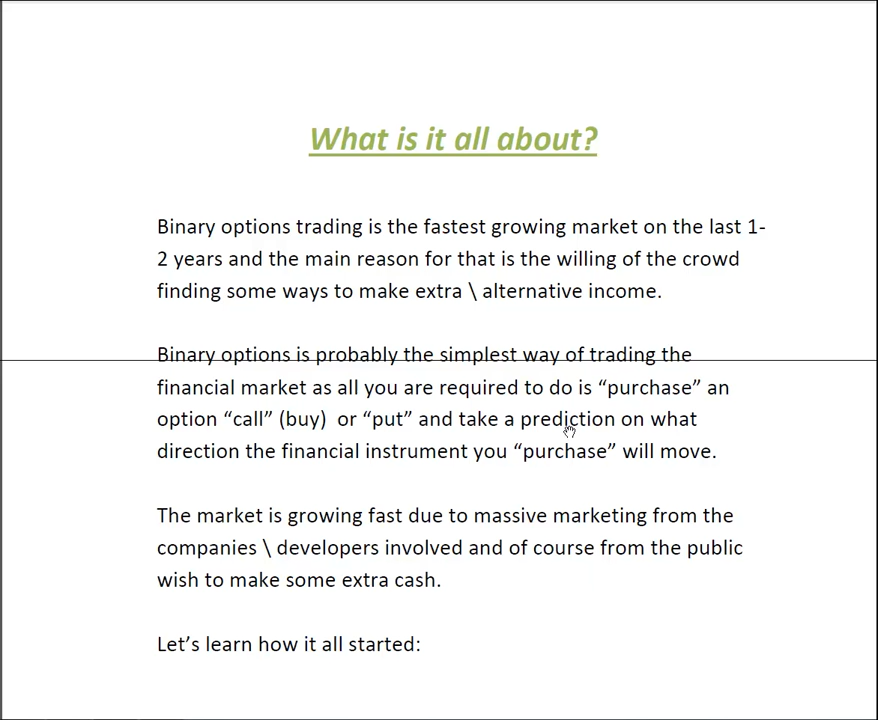 What is it all about?
Binary options trading is the fastest growing market on the last 1-
2 years and the main reason for that is the willing of the crowd
finding some ways to make extra \ alternative income.
Binary options is probably the simplest way of trading the
financial market as all you are required to do is “purchase” an
option “call” (buy)  or “put” and take a prediction on what
direction the financial instrument you “purchase” will move.
The market is growing fast due to massive marketing from the
companies \ developers involved and of course from the public
wish to make some extra cash.
Let’s learn how it all started: